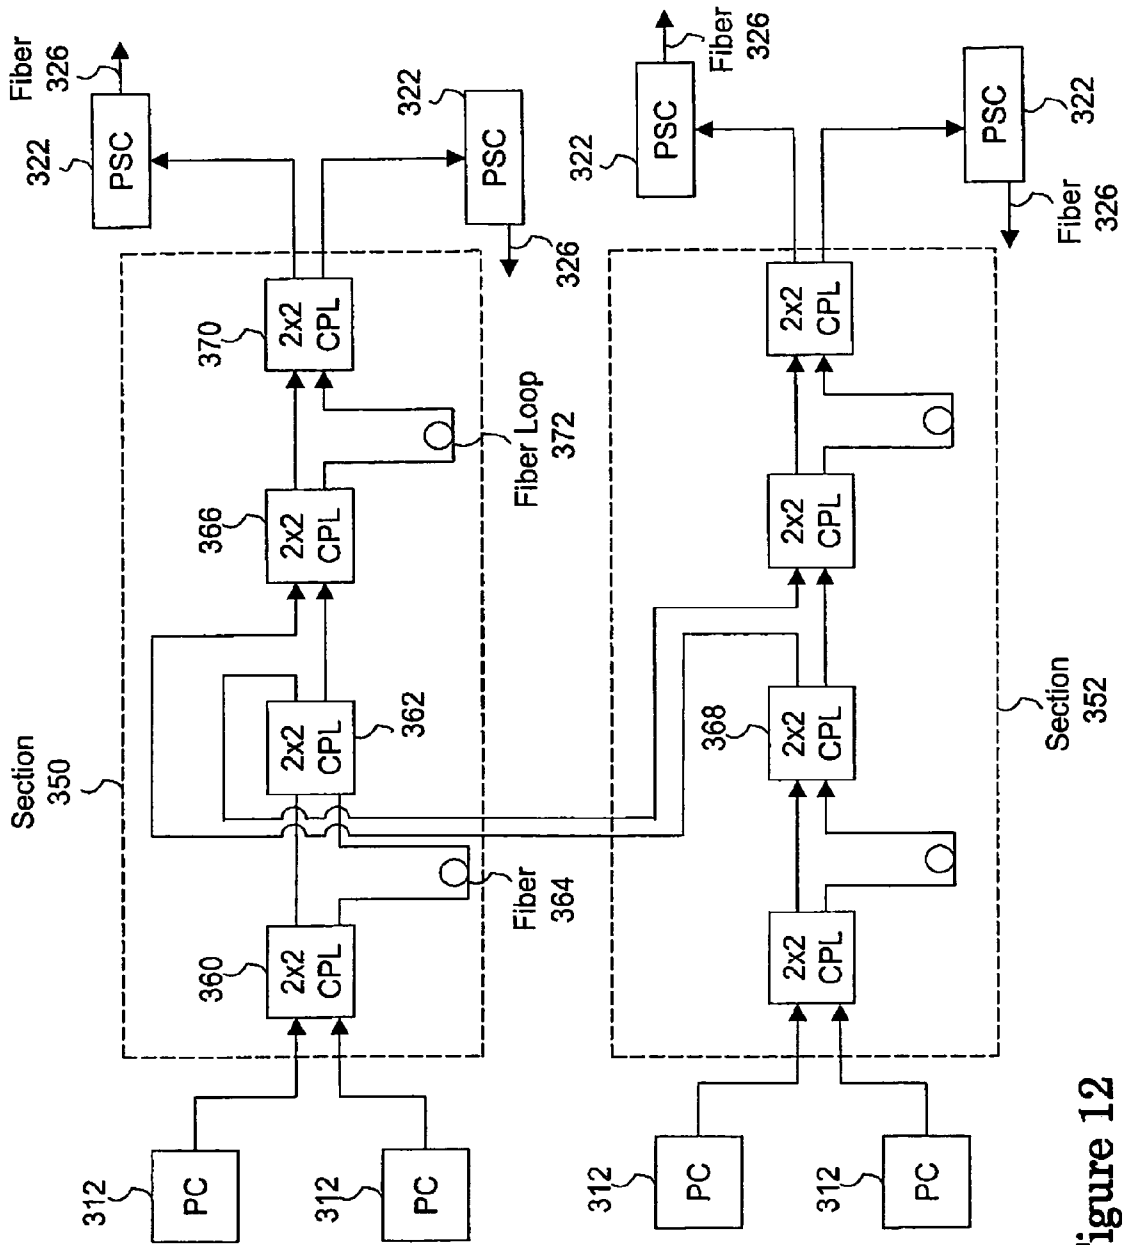 Section
350
Fiber
326
322
312
PSC
PC
360
366
370
2x2
CPL
2x2
CPL
2x2
CPL
2x2
CPL
312
PC
362
322
PSC
326
Fiber
364
Fiber Loop
372
322
312
PSC
PC
Fiber
326
368
2x2
CPL
2x2
CPL
2x2
CPL
2x2
CPL
312
PC
PSC
322
Fiber
326
Section
352
igure 12